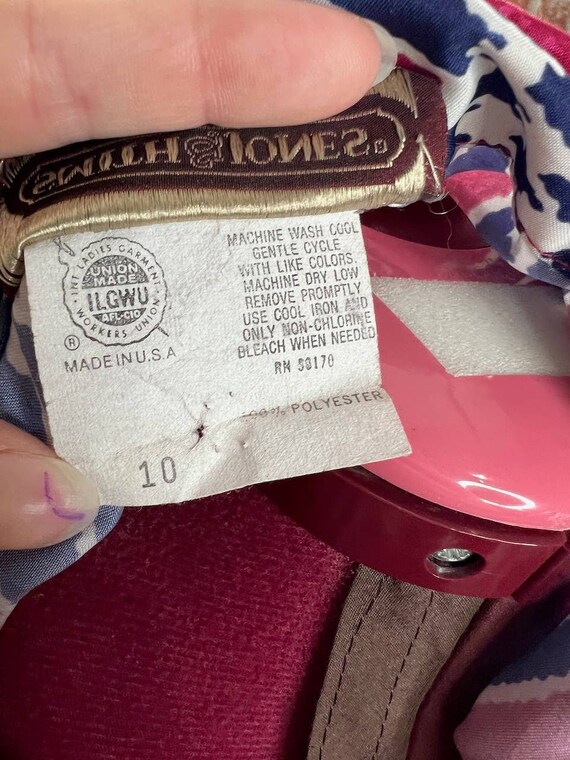 SMITH & JONES®
INT'L LADIES GARMENT
WORKERS UNION
UNION
MADE
ILGWU
AFL-CIO
®
MADE IN U.S.A
MACHINE WASH COOL
GENTLE CYCLE
WITH LIKE COLORS.
MACHINE DRY LOW
REMOVE PROMPTLY
USE COOL IRON AND
ONLY NON-CHLORINE
BLEACH WHEN NEEDED
100% POLYESTER
10